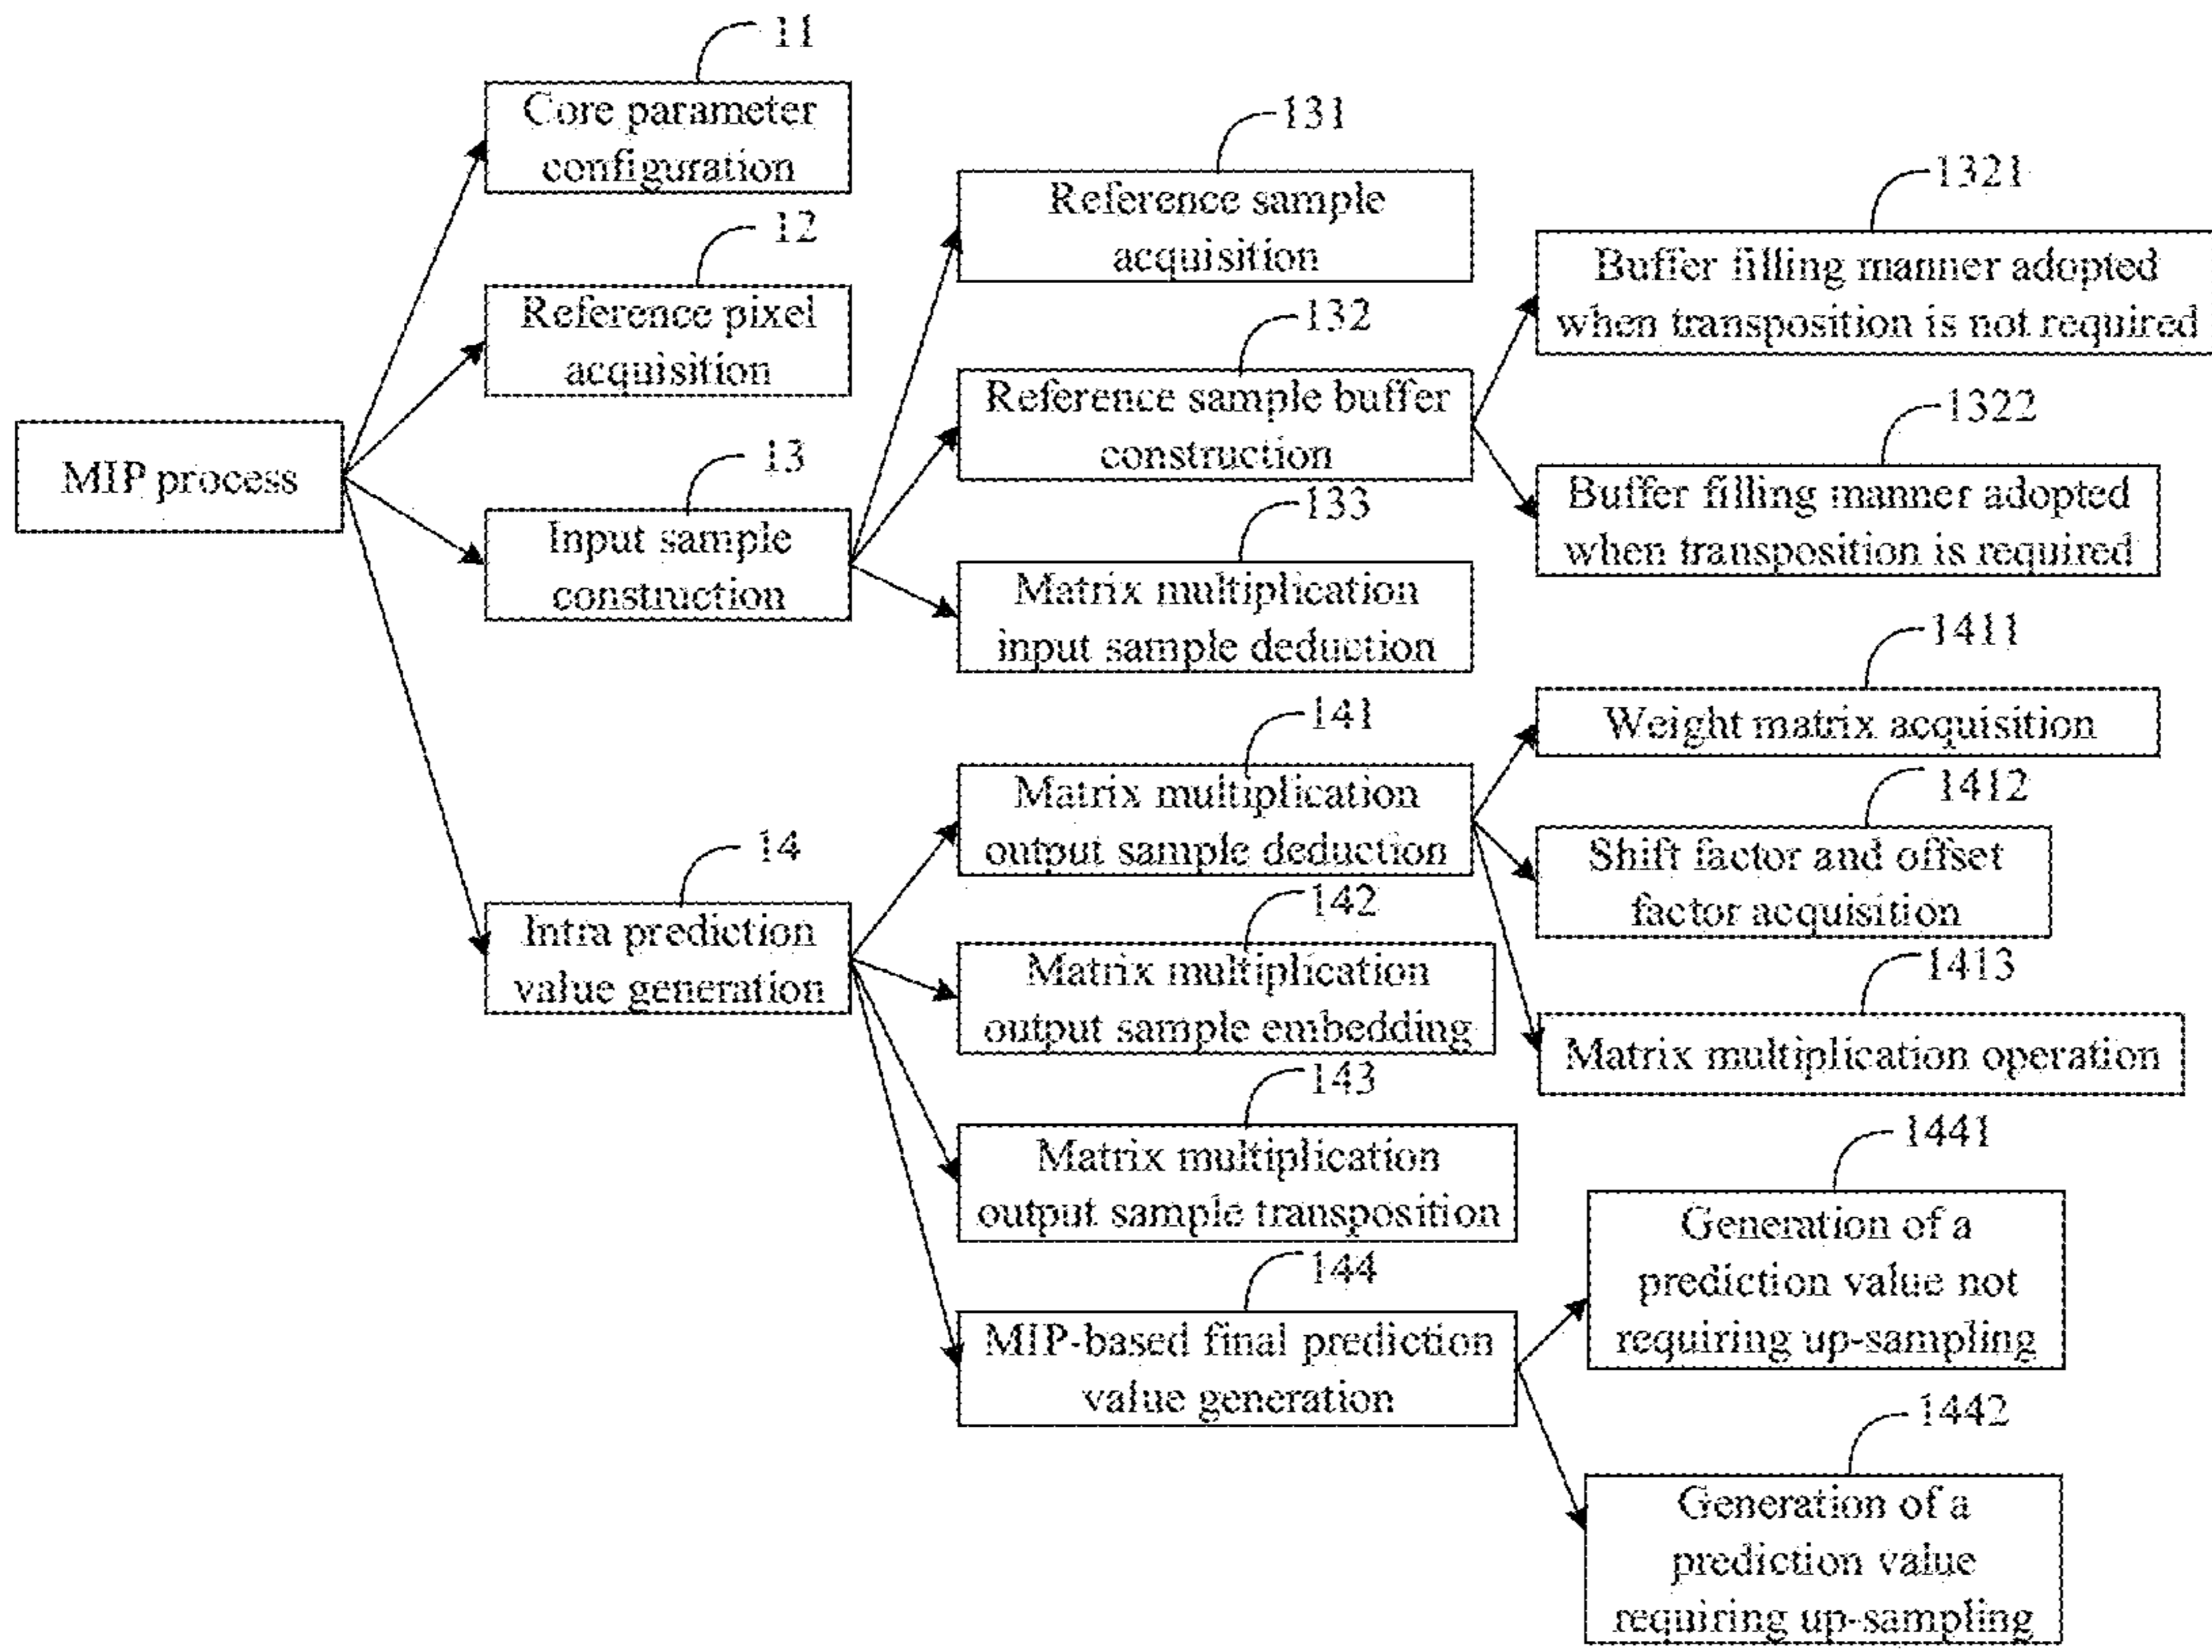 MIP process
11
Core parameter
configuration
12
Reference pixel
acquisition
13
Input sample
construction
131
Reference sample
acquisition
132
Reference sample buffer
construction
1321
Buffer filling manner adopted
when transposition is not required
1322
Buffer filling manner adopted
when transposition is required
133
Matrix multiplication
input sample deduction
14
Intra prediction
value generation
141
Matrix multiplication
output sample deduction
1411
Weight matrix acquisition
1412
Shift factor and offset
factor acquisition
1413
Matrix multiplication operation
142
Matrix multiplication
output sample embedding
143
Matrix multiplication
output sample transposition
144
MIP-based final prediction
value generation
1441
Generation of a
prediction value not
requiring up-sampling
1442
Generation of a
prediction value
requiring up-sampling